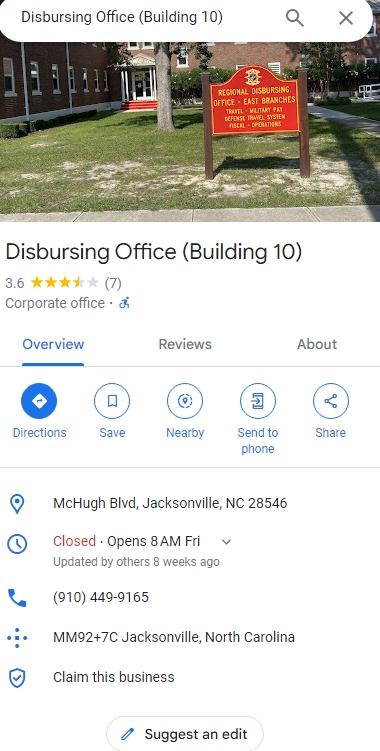 Disbursing Office (Building 10)
REGIONAL DISBURSING
OFFICE - EAST BRANCHES
TRAVEL - MILITARY PAY
DEFENSE TRAVEL SYSTEM
FISCAL - OPERATIONS
Disbursing Office (Building 10)
3.6 (7)
Corporate office ·
Overview Reviews About
Directions Save Nearby Send to phone Share
McHugh Blvd, Jacksonville, NC 28546
Closed · Opens 8 AM Fri
Updated by others 8 weeks ago
(910) 449-9165
MM92+7C Jacksonville, North Carolina
Claim this business
Suggest an edit